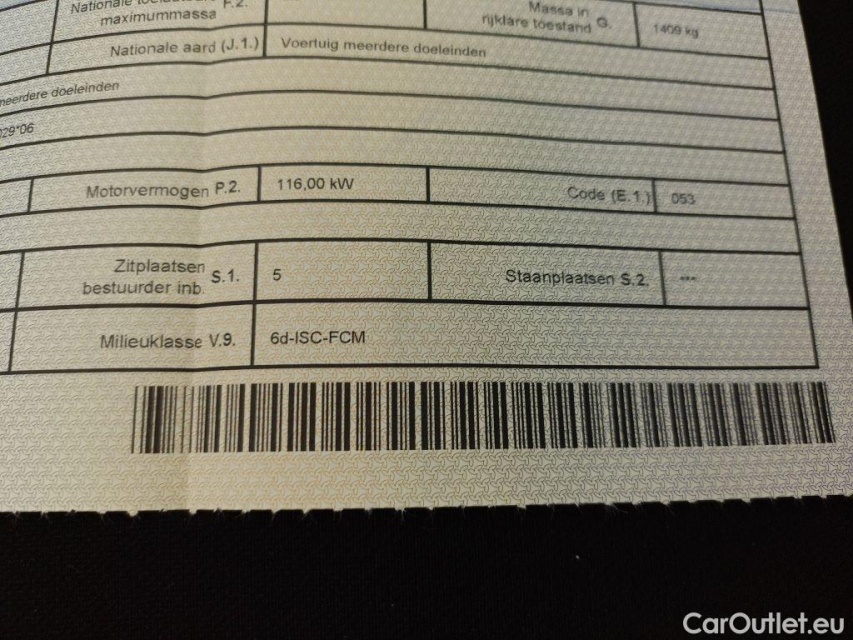 Nationale toelaatbare F.2. Massa in
maximummassa rijklare toestand G. 1409 kg
Nationale aard (J.1.) Voertuig meerdere doeleinden
meerdere doeleinden
029*06
Motorvermogen P.2. 116,00 kW Code (E.1.) 053
Zitplaatsen S.1. 5 Staanplaatsen S.2. ---
bestuurder inb.
Milieuklasse V.9. 6d-ISC-FCM
CarOutlet.eu